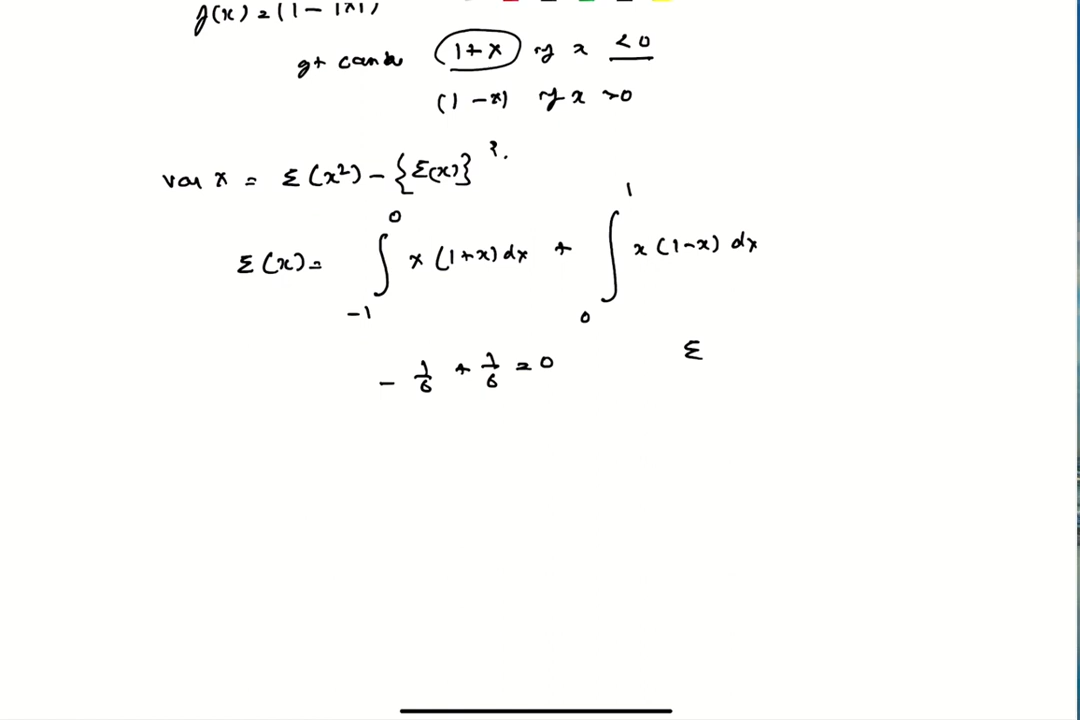 f(x) = (1 - |x|)
gt can be (1+x) if x <0
(1-x) if x >0
var x = E(x²) - {E(x)}².
E(x) = ∫_{-1}^{0} x(1+x) dx + ∫_{0}^{1} x(1-x) dx
- 1/6 + 1/6 = 0 E